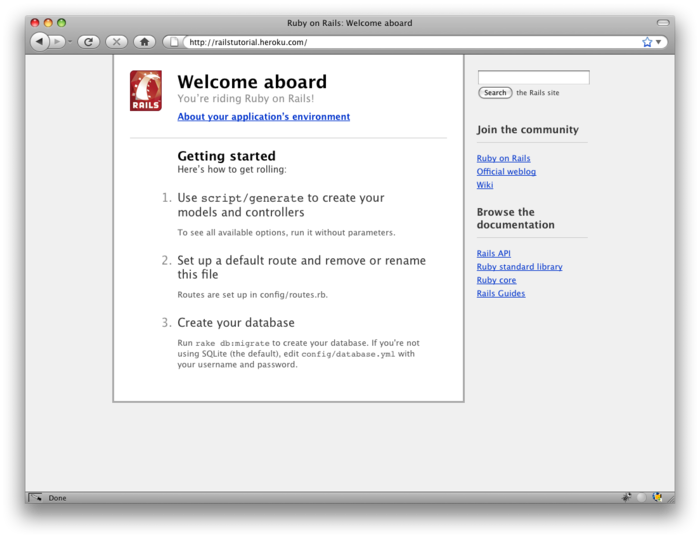 Ruby on Rails: Welcome aboard
http://railstutorial.heroku.com/
RAILS
Welcome aboard
You're riding Ruby on Rails!
About your application's environment
Getting started
Here's how to get rolling:
1. Use script/generate to create your
models and controllers
To see all available options, run it without parameters.
2. Set up a default route and remove or rename
this file
Routes are set up in config/routes.rb.
3. Create your database
Run rake db:migrate to create your database. If you're not
using SQLite (the default), edit config/database.yml with
your username and password.
Search the Rails site
Join the community
Ruby on Rails
Official weblog
Wiki
Browse the
documentation
Rails API
Ruby standard library
Ruby core
Rails Guides
Done